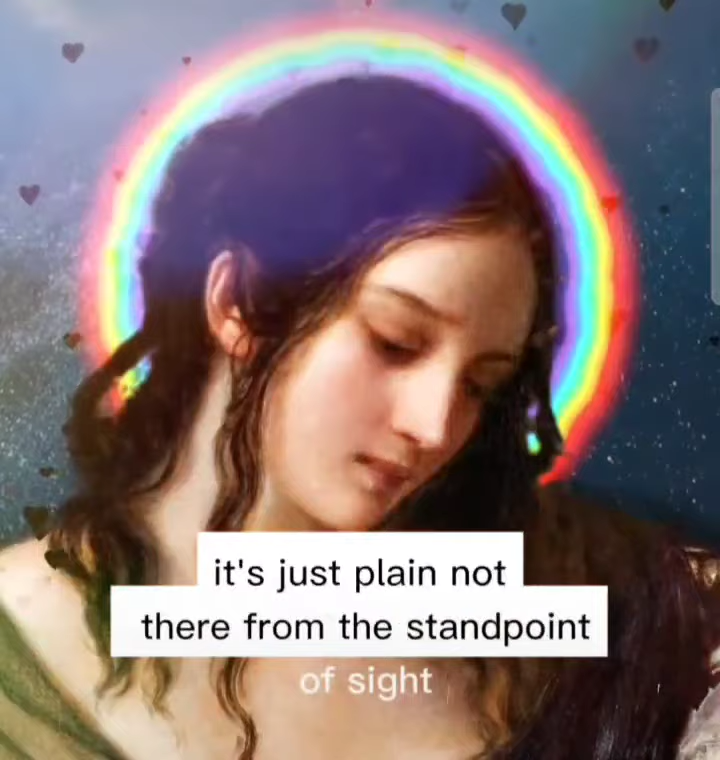 it's just plain not
there from the standpoint
of sight